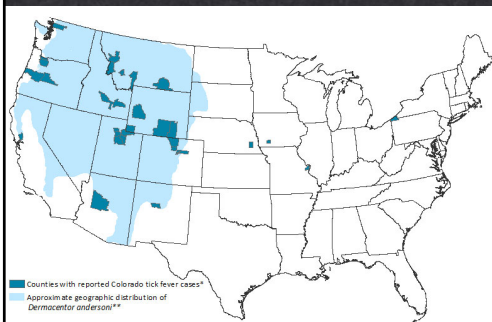 Counties with reported Colorado tick fever cases*
Approximate geographic distribution of
Dermacentor andersoni**